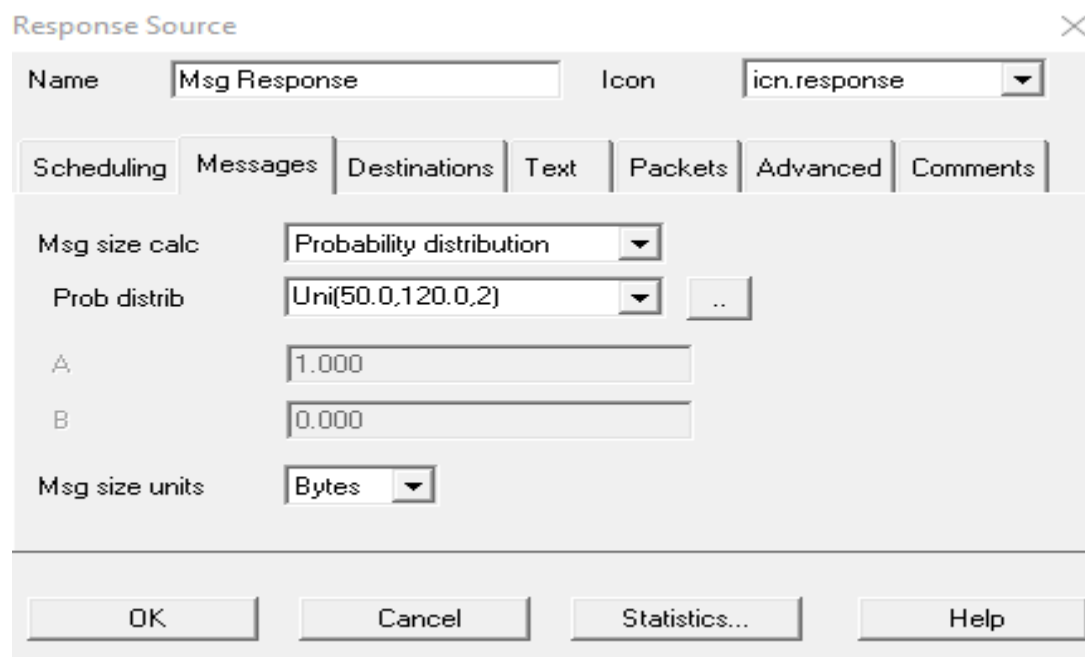 Response Source
Name Msg Response Icon icn.response
Scheduling Messages Destinations Text Packets Advanced Comments
Msg size calc Probability distribution
Prob distrib Uni(50.0,120.0,2) ..
A 1.000
B 0.000
Msg size units Bytes
OK Cancel Statistics... Help